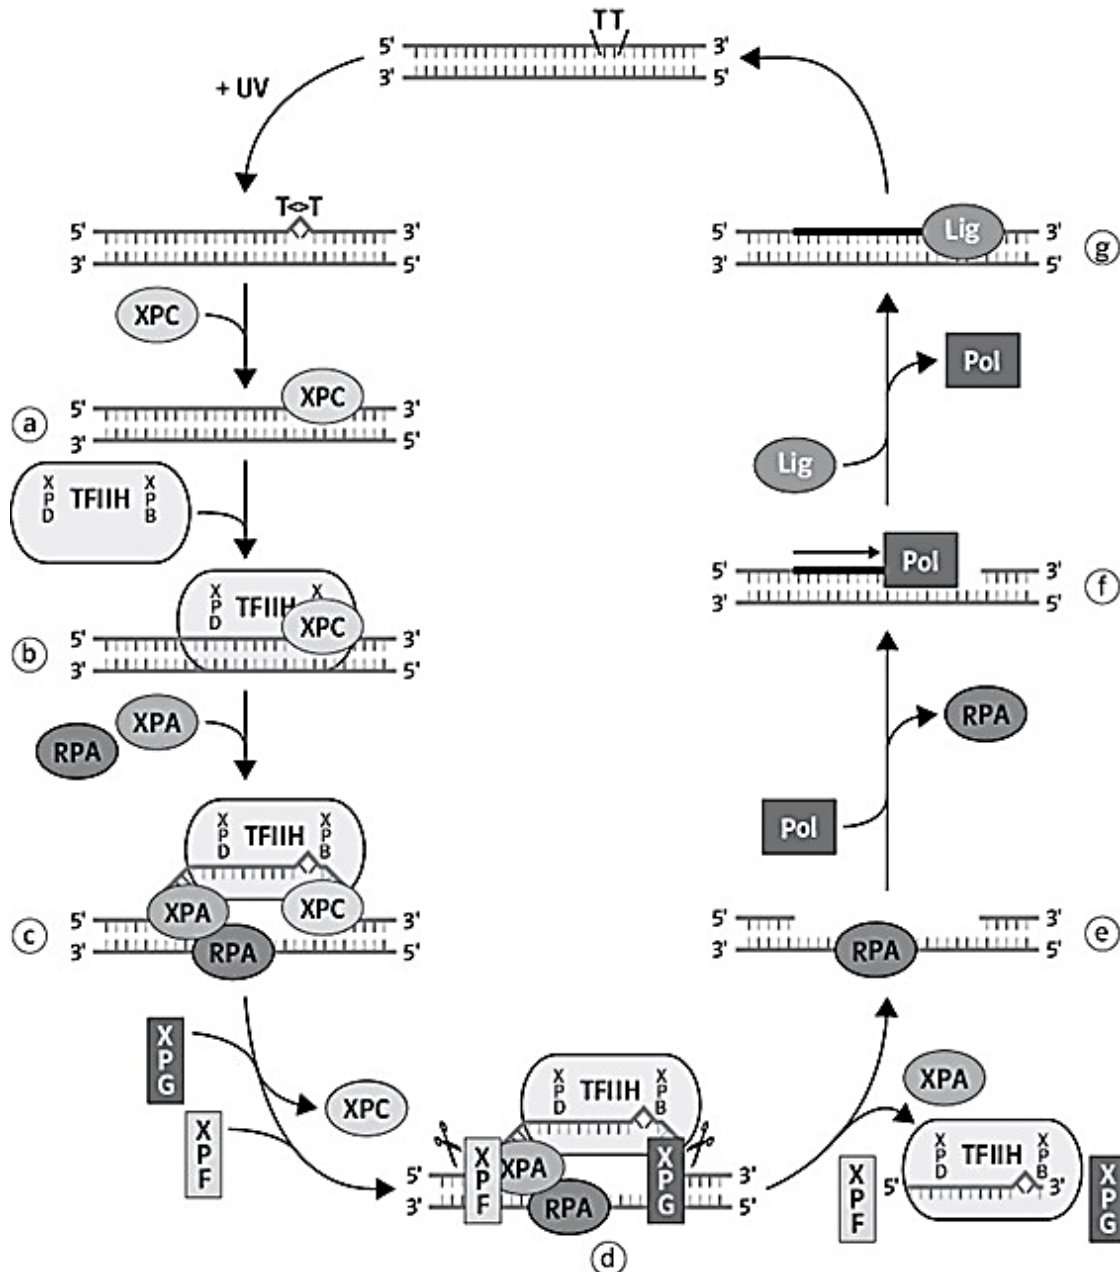 TT
5' 3'
3' 5'
+ UV
T<>T
5' 3'
3' 5'
XPC
XPC
5' 3'
3' 5'
a
XPD TFIIH XPB
XPD TFIIH X
XPC
5' 3'
3' 5'
b
XPA
RPA
XPD TFIIH XPB
XPA XPC
5' 3'
3' 5'
RPA
c
XPG
XPC
XPF
XPD TFIIH XPB
XPF XPA XPG
5' 3'
3' 5'
RPA
d
XPA
XPD TFIIH XPB
XPF 5' 3' XPG
5' 3'
3' 5'
RPA
e
Pol
RPA
Pol
5' 3'
3' 5'
f
Lig
Pol
Lig
5' 3'
3' 5'
g